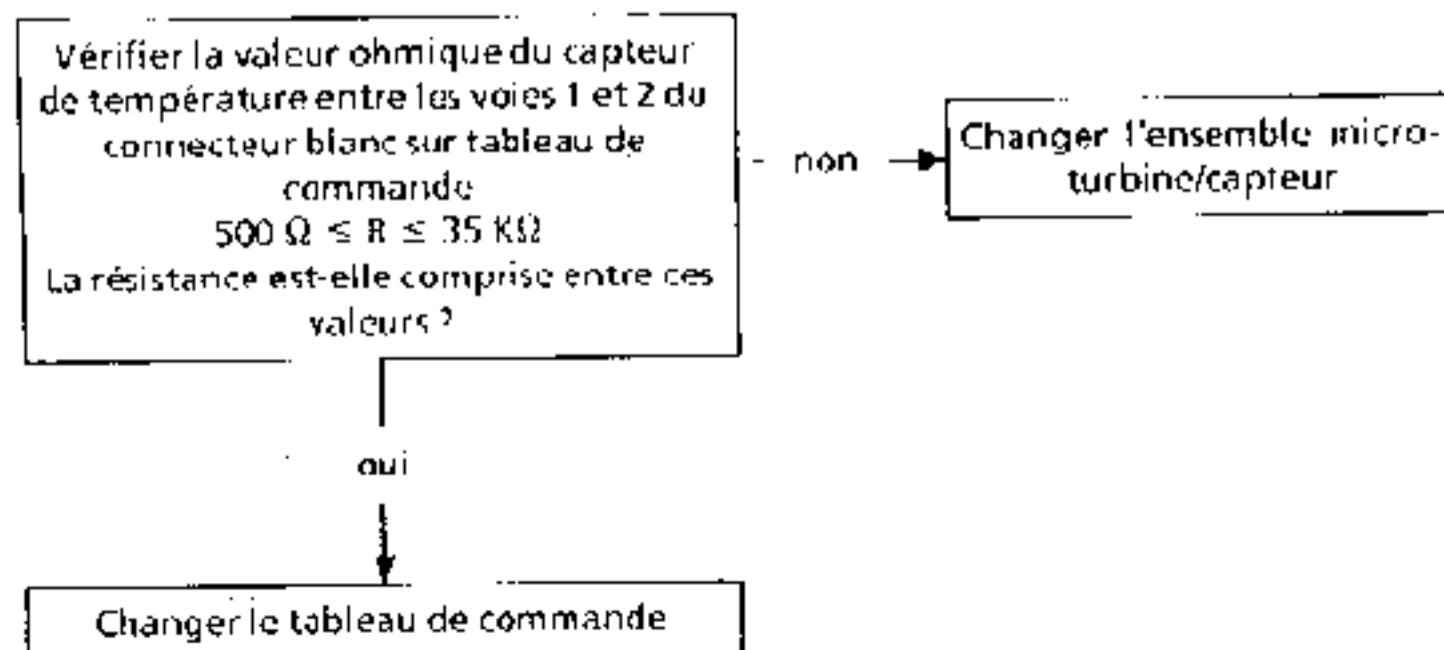 Vérifier la valeur ohmique du capteur
de température entre les voies 1 et 2 du
connecteur blanc sur tableau de
commande
500 Ω ≤ R ≤ 35 KΩ
La résistance est-elle comprise entre ces
valeurs ?
non
Changer l'ensemble micro-
turbine/capteur
oui
Changer le tableau de commande